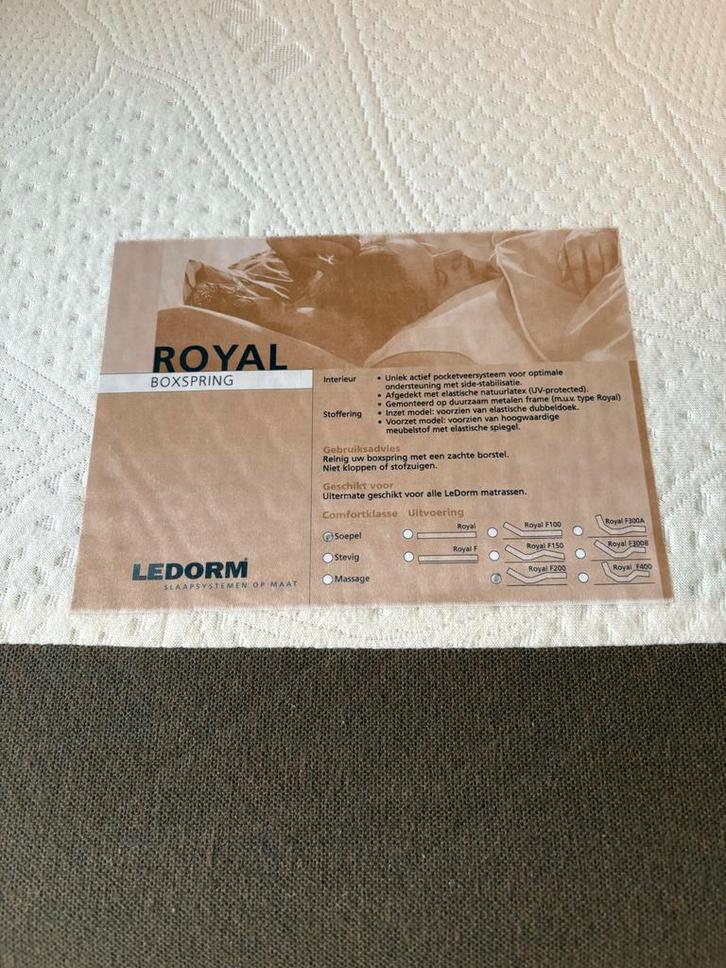 ROYAL
BOXSPRING
Interieur
• Uniek actief pocketveersysteem voor optimale
ondersteuning met side-stabilisatie.
• Afgedekt met elastische natuurlatex (UV-protected).
• Gemonteerd op duurzaam metalen frame (m.u.v. type Royal)
Stoffering
• Inzet model: voorzien van elastische dubbeldoek.
• Voorzet model: voorzien van hoogwaardige
meubelstof met elastische spiegel.
Gebruiksadvies
Reinig uw boxspring met een zachte borstel.
Niet kloppen of stofzuigen.
Geschikt voor
Uitermate geschikt voor alle LeDorm matrassen.
Comfortklasse Uitvoering
Soepel
Stevig
Massage
Royal
Royal F
Royal F100
Royal F150
Royal F200
Royal F300A
Royal F300B
Royal F400
LEDORM
SLAAPSYSTEMEN OP MAAT